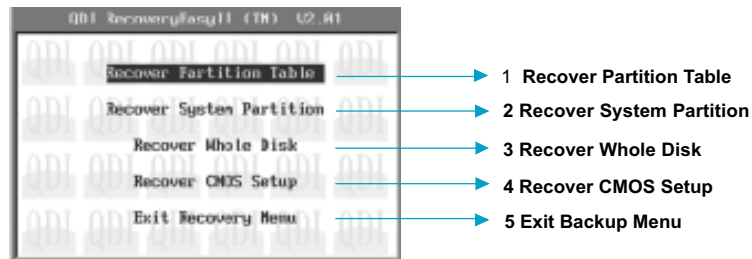 QDI RecoveryEasyII (TM) V2.01
Recover Partition Table
1 Recover Partition Table
Recover System Partition
2 Recover System Partition
Recover Whole Disk
3 Recover Whole Disk
Recover CMOS Setup
4 Recover CMOS Setup
Exit Recovery Menu
5 Exit Backup Menu